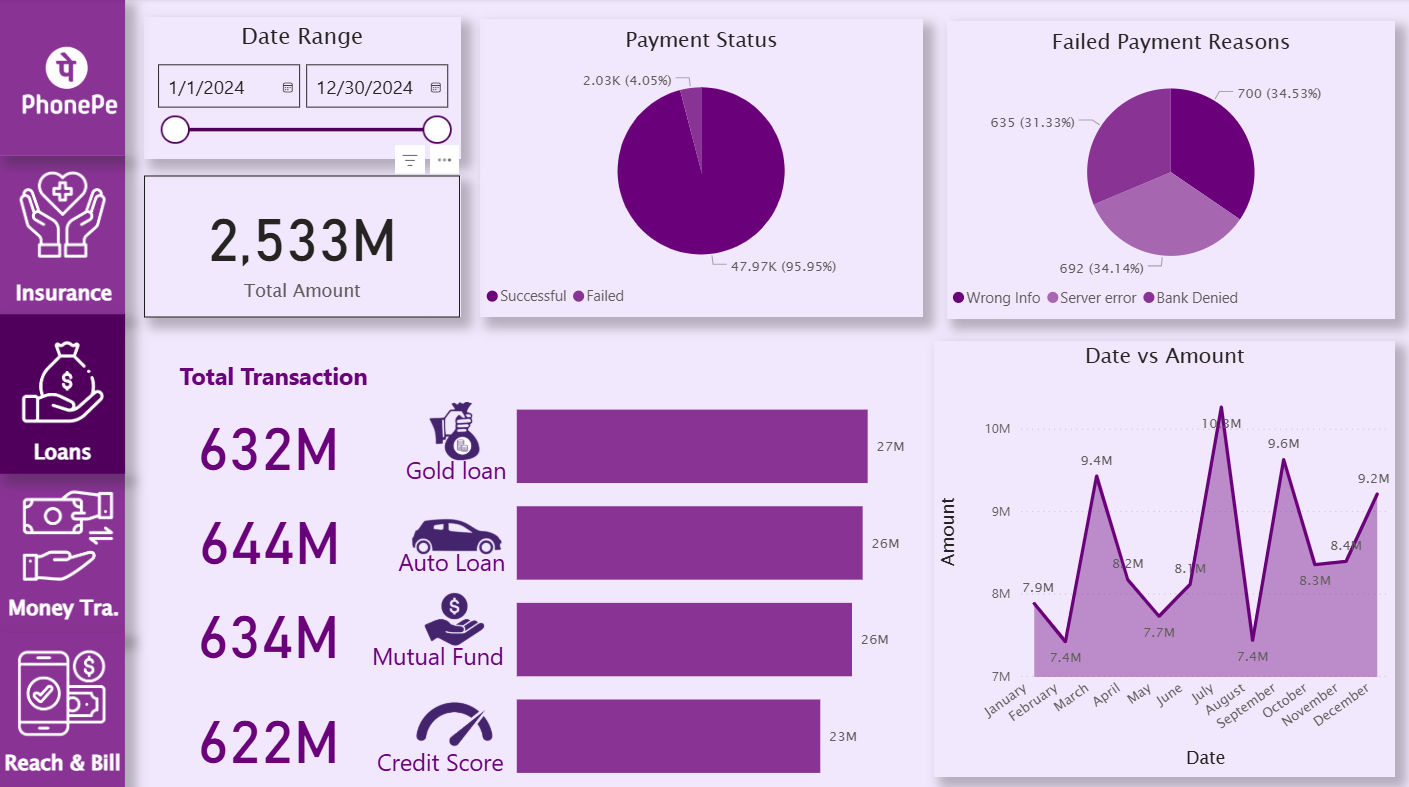 पे
PhonePe
Insurance
$
Loans
Money Tra.
$
Reach & Bill
Date Range
1/1/2024
12/30/2024
2,533M
Total Amount
Payment Status
2.03K (4.05%)
47.97K (95.95%)
Successful Failed
Failed Payment Reasons
700 (34.53%)
635 (31.33%)
692 (34.14%)
Wrong Info Server error Bank Denied
Total Transaction
632M
Gold loan
27M
644M
Auto Loan
26M
634M
$
Mutual Fund
26M
622M
Credit Score
23M
Date vs Amount
Amount
10M
9M
8M
7M
7.9M
7.4M
9.4M
8.2M
7.7M
8.1M
10.3M
7.4M
9.6M
8.3M
8.4M
9.2M
January
February
March
April
May
June
July
August
September
October
November
December
Date